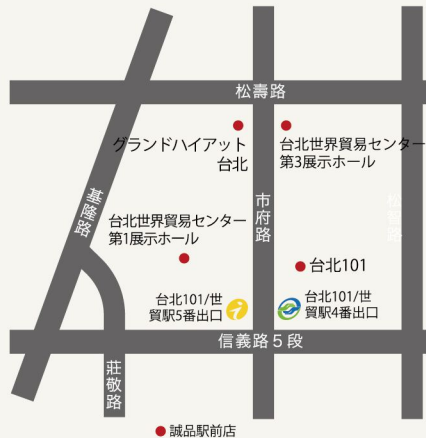 松壽路
グランドハイアット
台北
台北世界貿易センター
第3展示ホール
基隆路
市府路
松智路
台北世界貿易センター
第1展示ホール
台北101
台北101/世
貿駅5番出口
台北101/世
貿駅4番出口
信義路5段
莊敬路
誠品駅前店